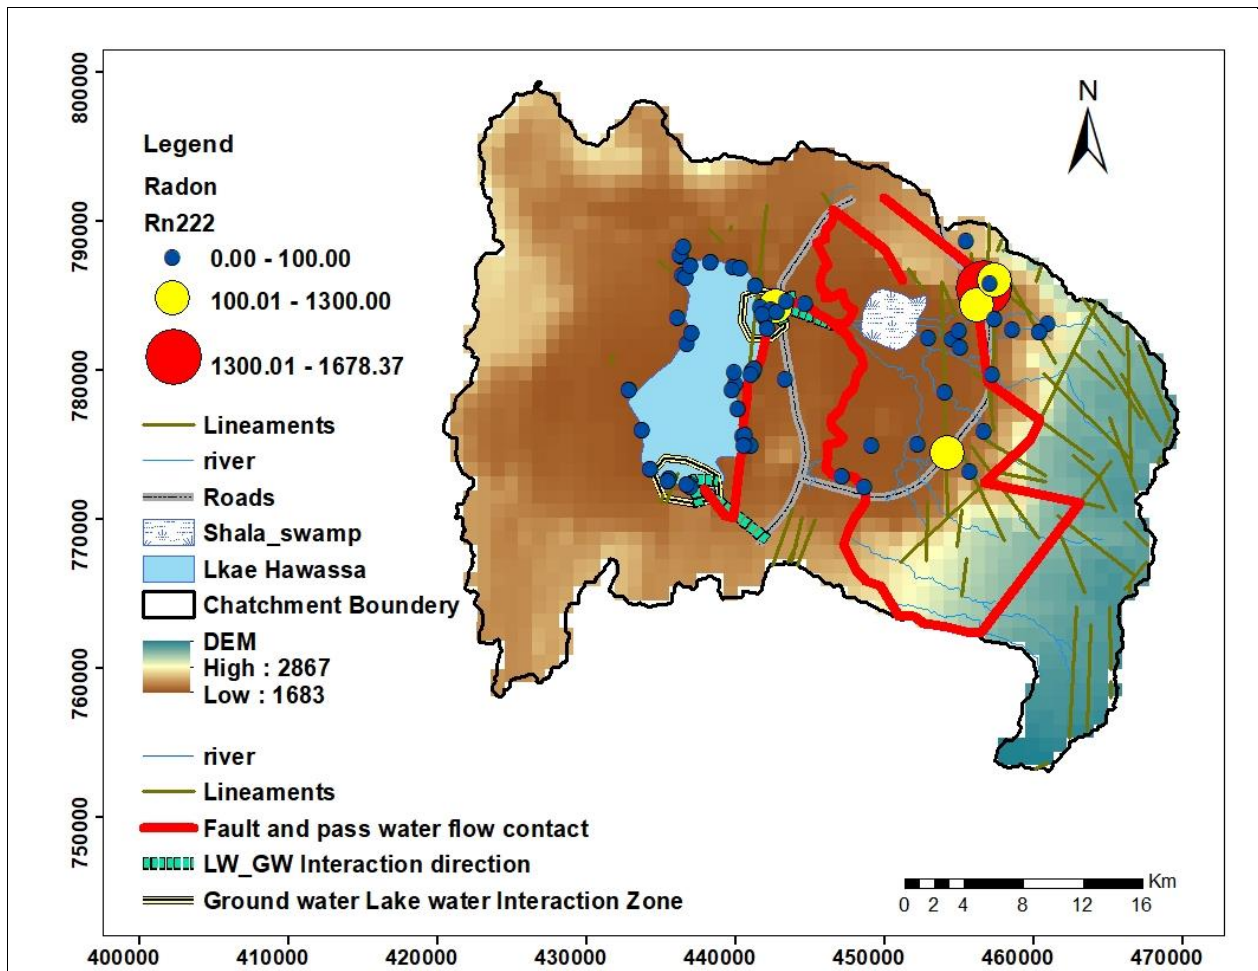 N
Legend
Radon
Rn222
0.00 - 100.00
100.01 - 1300.00
1300.01 - 1678.37
Lineaments
river
Roads
Shala_swamp
Lkae Hawassa
Chatchment Boundery
DEM
High : 2867
Low : 1683
river
Lineaments
Fault and pass water flow contact
LW_GW Interaction direction
Ground water Lake water Interaction Zone
Km
0 2 4 8 12 16
800000
790000
780000
770000
760000
750000
400000 410000 420000 430000 440000 450000 460000 470000